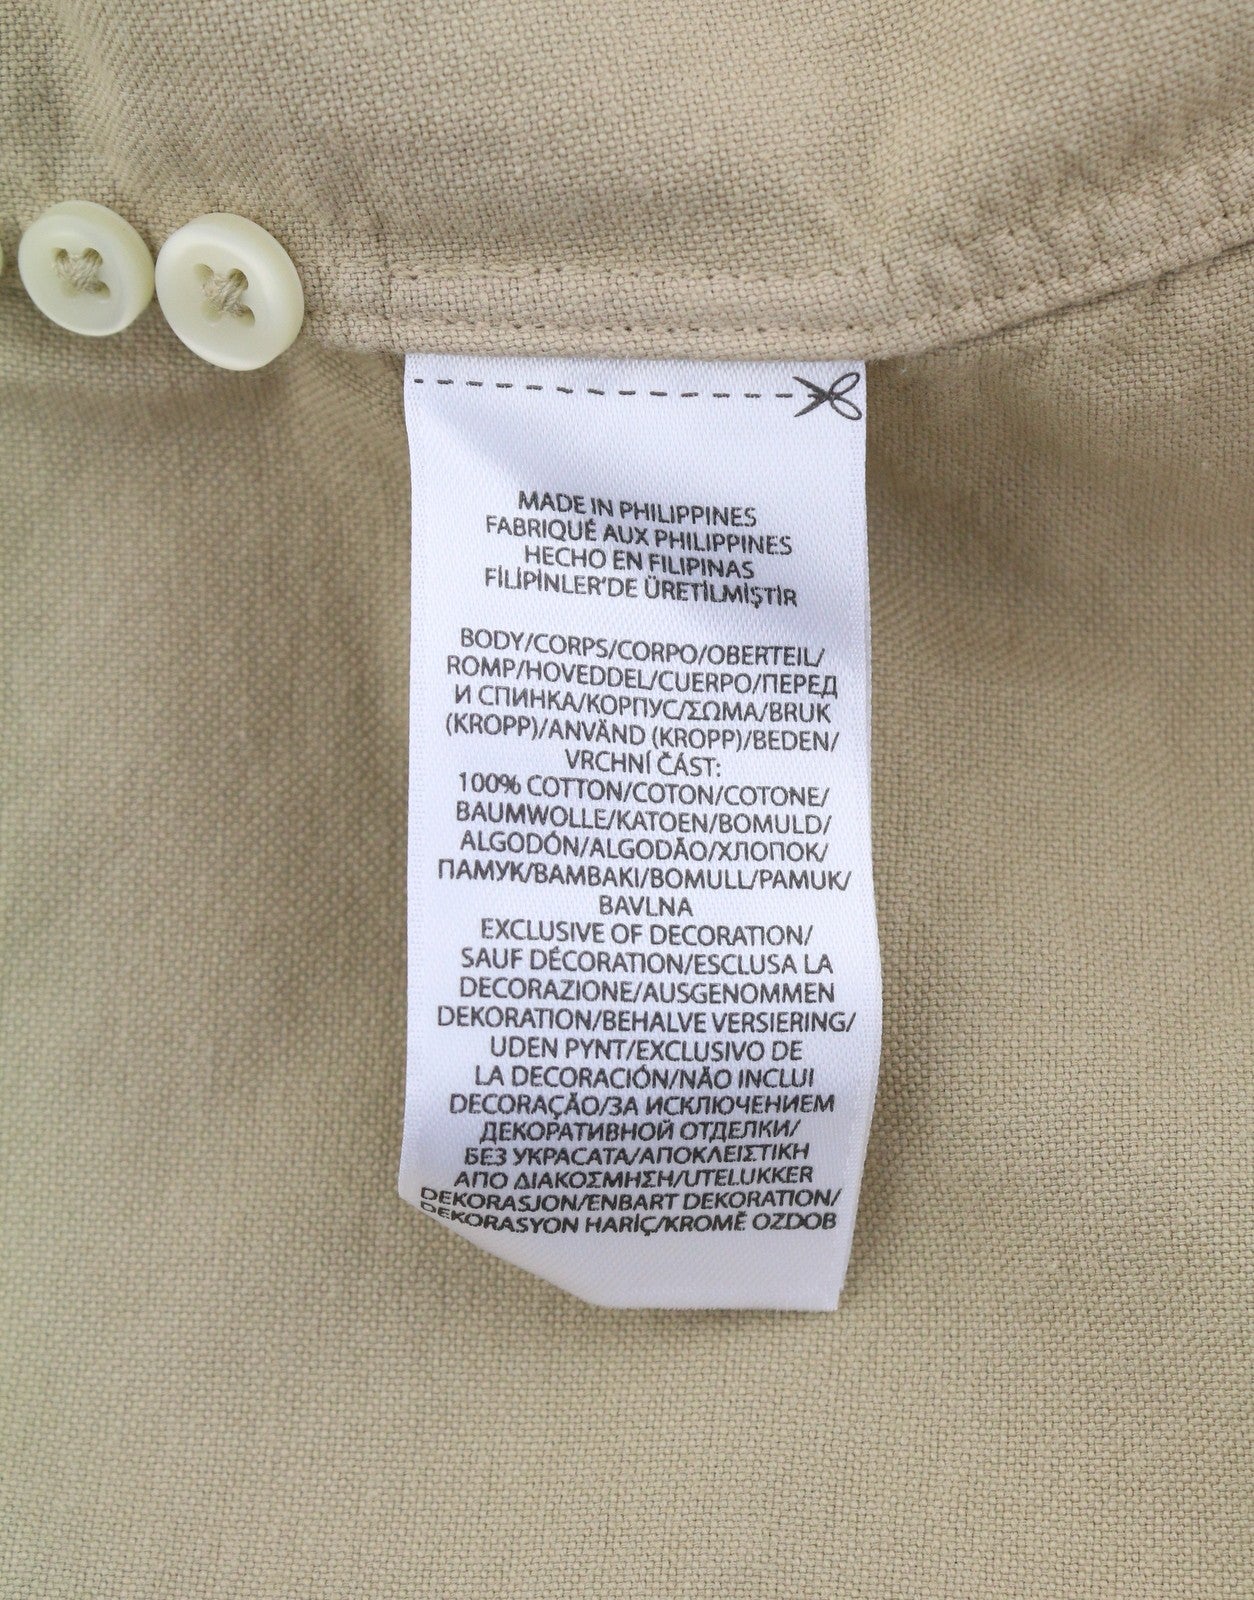 MADE IN PHILIPPINES
FABRIQUÉ AUX PHILIPPINES
HECHO EN FILIPINAS
FİLİPİNLER'DE ÜRETİLMİŞTİR
BODY/CORPS/CORPO/OBERTEIL/
ROMP/HOVEDDEL/CUERPO/ПЕРЕД
И СПИНКА/КОРПУС/ΣΩΜΑ/BRUK
(KROPP)/ANVÄND (KROPP)/BEDEN/
VRCHNÍ ČÁST:
100% COTTON/COTON/COTONE/
BAUMWOLLE/KATOEN/BOMULD/
ALGODÓN/ALGODÃO/ХЛОПОК/
ПАМУК/BAMBAKI/BOMULL/PAMUK/
BAVLNA
EXCLUSIVE OF DECORATION/
SAUF DÉCORATION/ESCLUSA LA
DECORAZIONE/AUSGENOMMEN
DEKORATION/BEHALVE VERSIERING/
UDEN PYNT/EXCLUSIVO DE
LA DECORACIÓN/NÃO INCLUI
DECORAÇÃO/ЗА ИСКЛЮЧЕНИЕМ
ДЕКОРАТИВНОЙ ОТДЕЛКИ/
БЕЗ УКРАСАТА/ΑΠΟΚΛΕΙΣΤΙΚΗ
ΑΠΟ ΔΙΑΚΟΣΜΗΣΗ/UTELUKKER
DEKORASJON/ENBART DEKORATION/
DEKORASYON HARİÇ/KROMĚ OZDOB